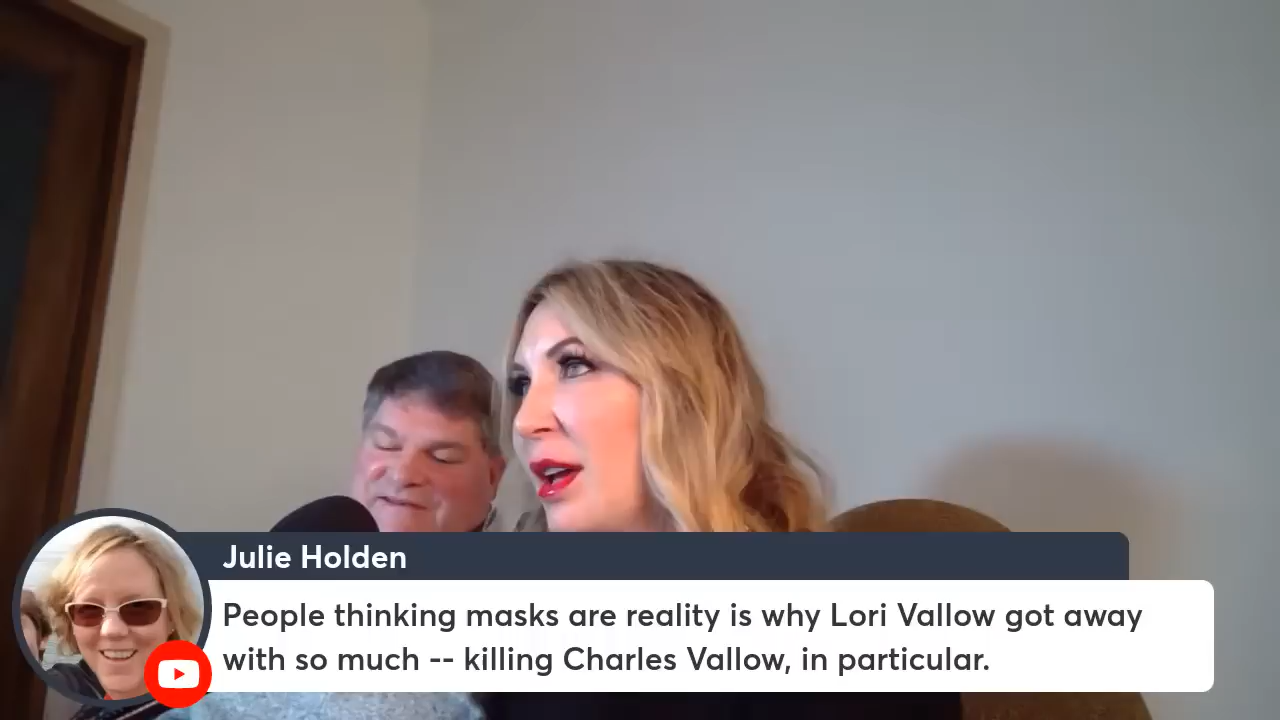 Julie Holden
People thinking masks are reality is why Lori Vallow got away
with so much -- killing Charles Vallow, in particular.